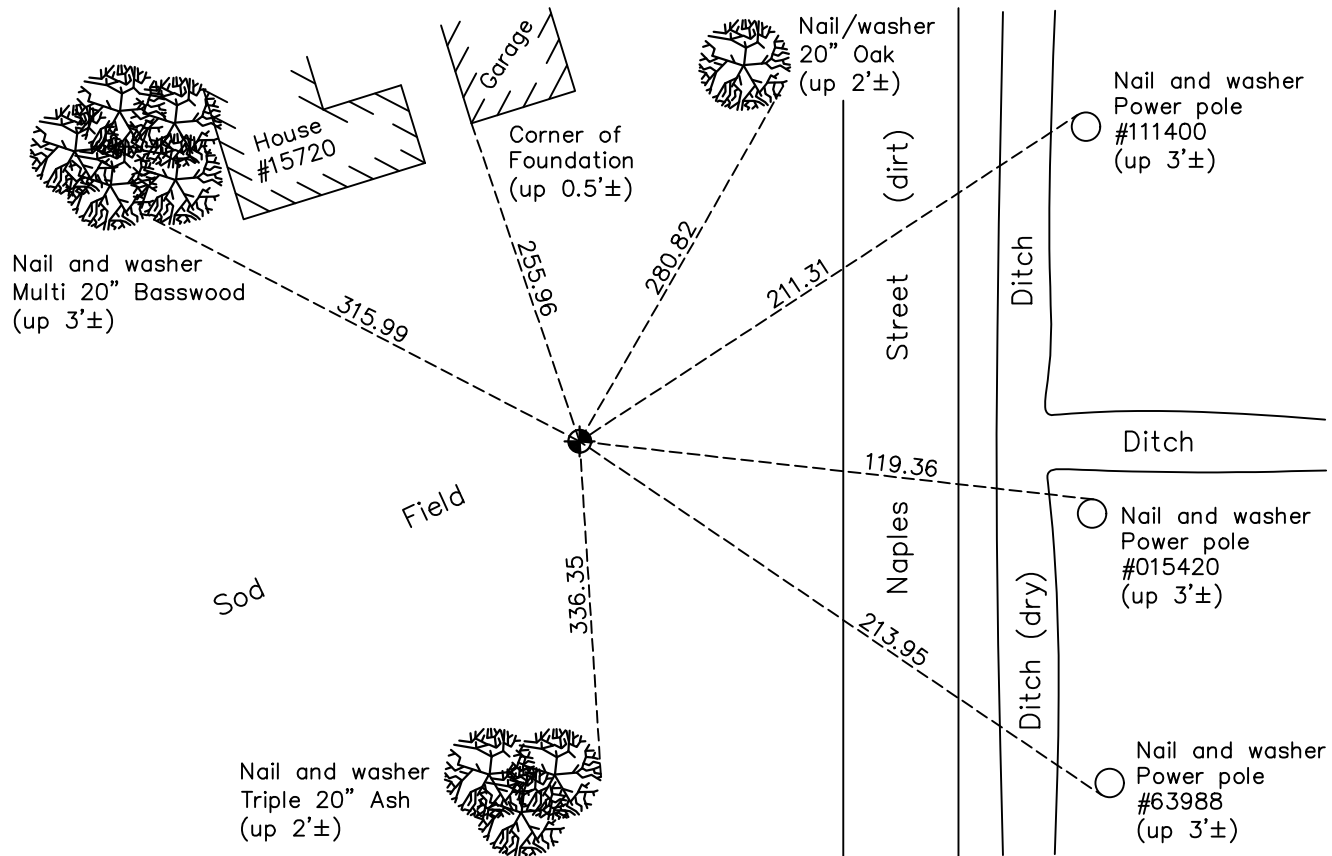 Garage
Nail/washer
20” Oak
(up 2’±)
Nail and washer
Power pole
#111400
(up 3’±)
House
#15720
Corner of
Foundation
(up 0.5’±)
Nail and washer
Multi 20” Basswood
(up 3’±)
315.99
255.96
280.82
211.31
Naples Street (dirt)
Ditch
Ditch
119.36
Sod Field
336.35
213.95
Nail and washer
Power pole
#015420
(up 3’±)
Ditch (dry)
Nail and washer
Triple 20” Ash
(up 2’±)
Nail and washer
Power pole
#63988
(up 3’±)